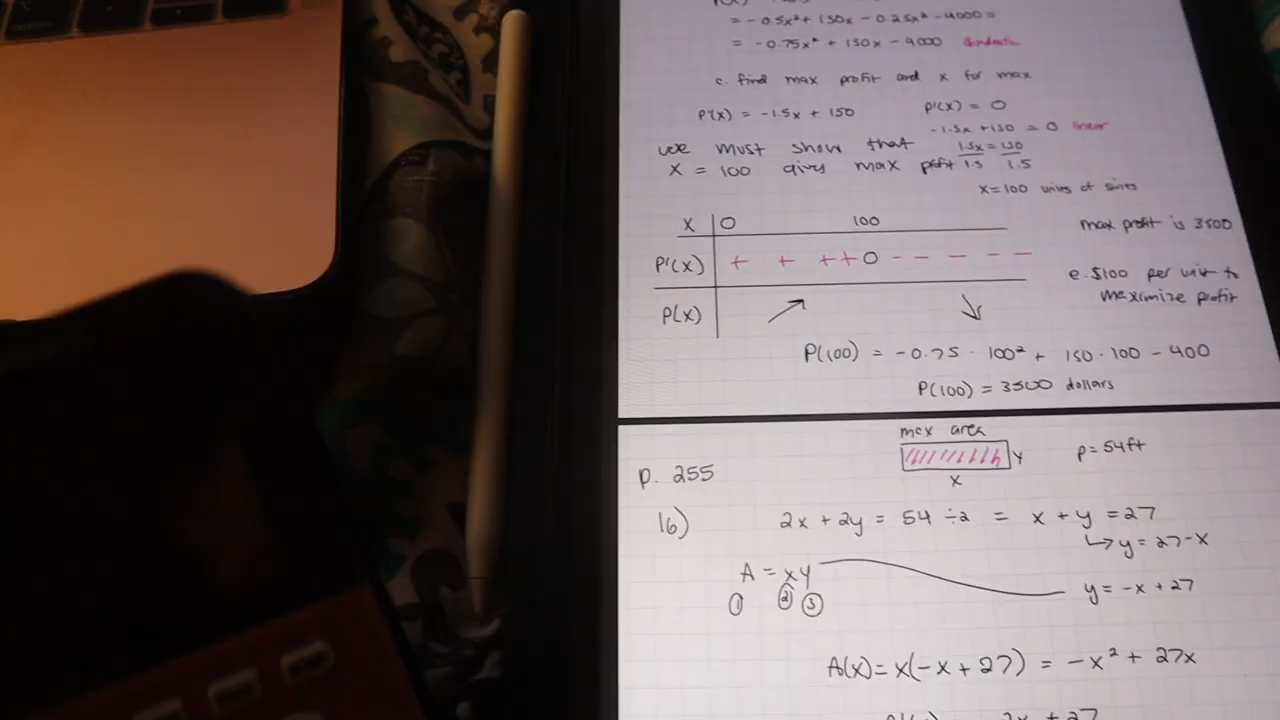 = -0.5x² + 150x - 0.25x² - 4000 =
= -0.75x² + 150x - 4000
c. find max profit and x for max
P'(x) = -1.5x + 150
P'(x) = 0
-1.5x + 150 = 0 linear
1.5x = 150
1.5 1.5
we must show that
x = 100 givs max profit
x = 100 units of suits
x 0 100
P'(x) + + + + 0 - - - - -
P(x) ↗ ↘
max profit is 3500
e. $100 per unit to
maximize profit
P(100) = -0.75 · 100² + 150 · 100 - 400
P(100) = 3500 dollars
max area
y
x
p = 54ft
p. 255
16) 2x + 2y = 54 ÷2 = x + y = 27
↳ y = 27 - x
A = xy
① ② ③
y = -x + 27
A(x) = x(-x + 27) = -x² + 27x